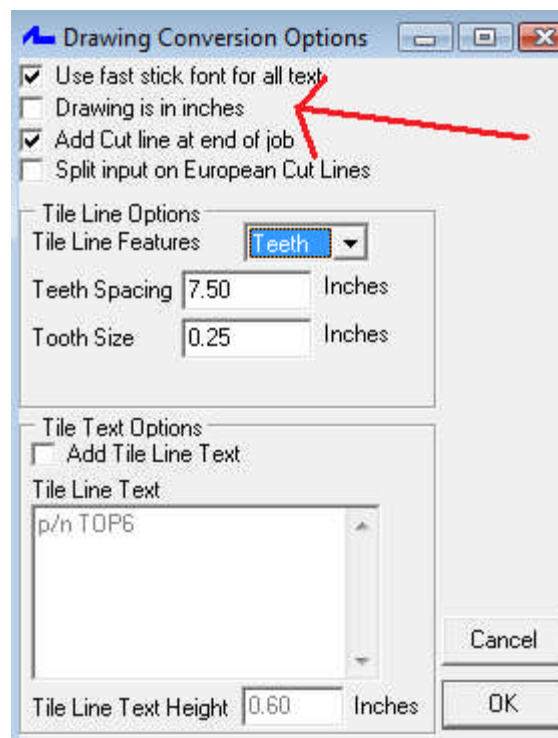 Drawing Conversion Options
Use fast stick font for all text
Drawing is in inches
Add Cut line at end of job
Split input on European Cut Lines
Tile Line Options
Tile Line Features Teeth
Teeth Spacing 7.50 Inches
Tooth Size 0.25 Inches
Tile Text Options
Add Tile Line Text
Tile Line Text
p/n TOP6
Cancel
Tile Line Text Height 0.60 Inches
OK